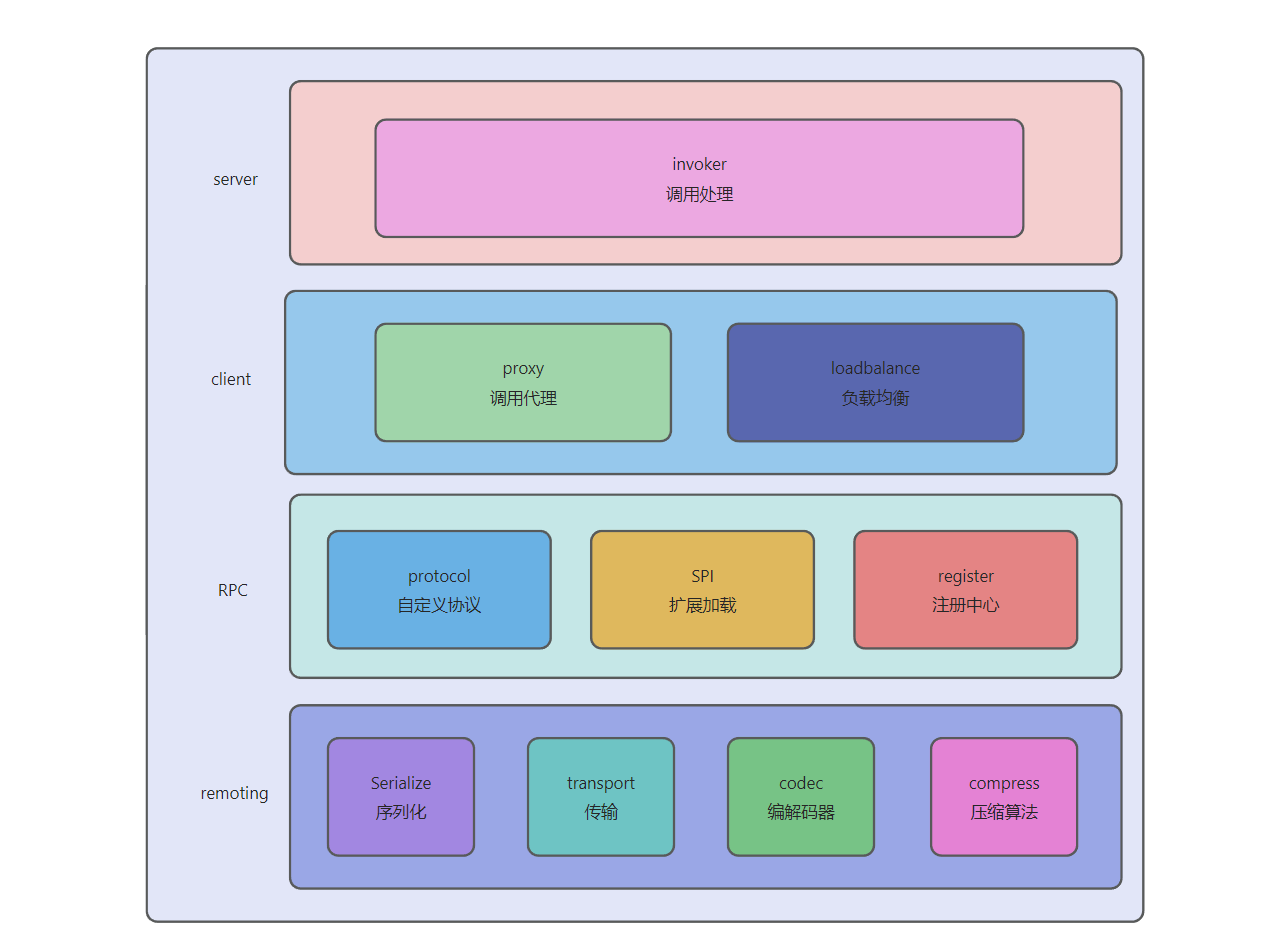 server
invoker
调用处理
client
proxy
调用代理
loadbalance
负载均衡
RPC
protocol
自定义协议
SPI
扩展加载
register
注册中心
remoting
Serialize
序列化
transport
传输
codec
编解码器
compress
压缩算法